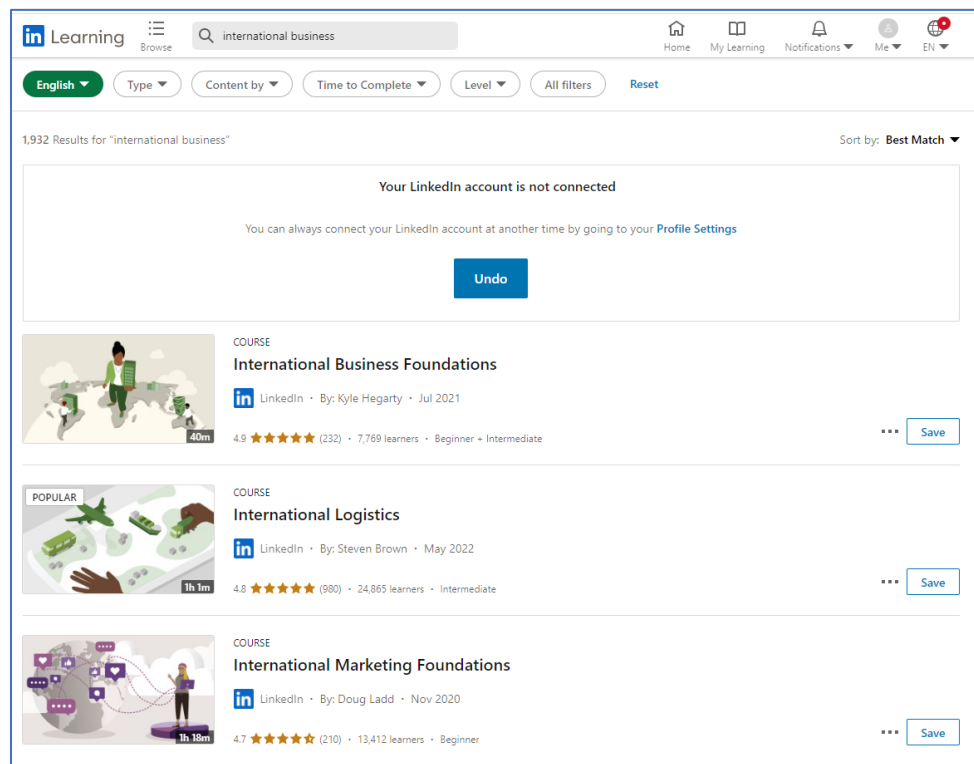 in Learning
Browse
international business
Home
My Learning
Notifications
Me
EN
English
Type
Content by
Time to Complete
Level
All filters
Reset
1,932 Results for "international business"
Sort by: Best Match
Your LinkedIn account is not connected
You can always connect your LinkedIn account at another time by going to your Profile Settings
Undo
COURSE
International Business Foundations
in LinkedIn · By: Kyle Hegarty · Jul 2021
40m
4.9 (232) · 7,769 learners · Beginner + Intermediate
Save
POPULAR
COURSE
International Logistics
in LinkedIn · By: Steven Brown · May 2022
1h 1m
4.8 (980) · 24,865 learners · Intermediate
Save
COURSE
International Marketing Foundations
in LinkedIn · By: Doug Ladd · Nov 2020
1h 18m
4.7 (210) · 13,412 learners · Beginner
Save